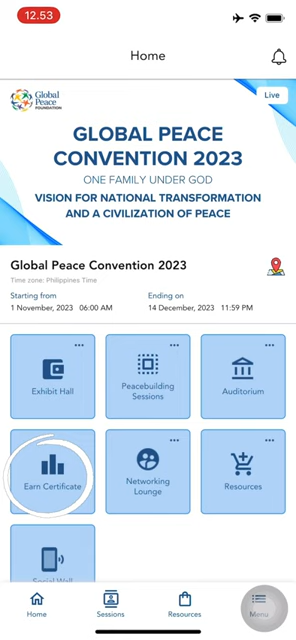 12.53
Home
Global
Peace
FOUNDATION
Live
GLOBAL PEACE
CONVENTION 2023
ONE FAMILY UNDER GOD
VISION FOR NATIONAL TRANSFORMATION
AND A CIVILIZATION OF PEACE
Global Peace Convention 2023
Time zone: Philippines Time
Starting from
Ending on
1 November, 2023 06:00 AM
14 December, 2023 11:59 PM
Exhibit Hall
Peacebuilding
Sessions
Auditorium
Earn Certificate
Networking
Lounge
Resources
Social Wall
Home
Sessions
Resources
Menu